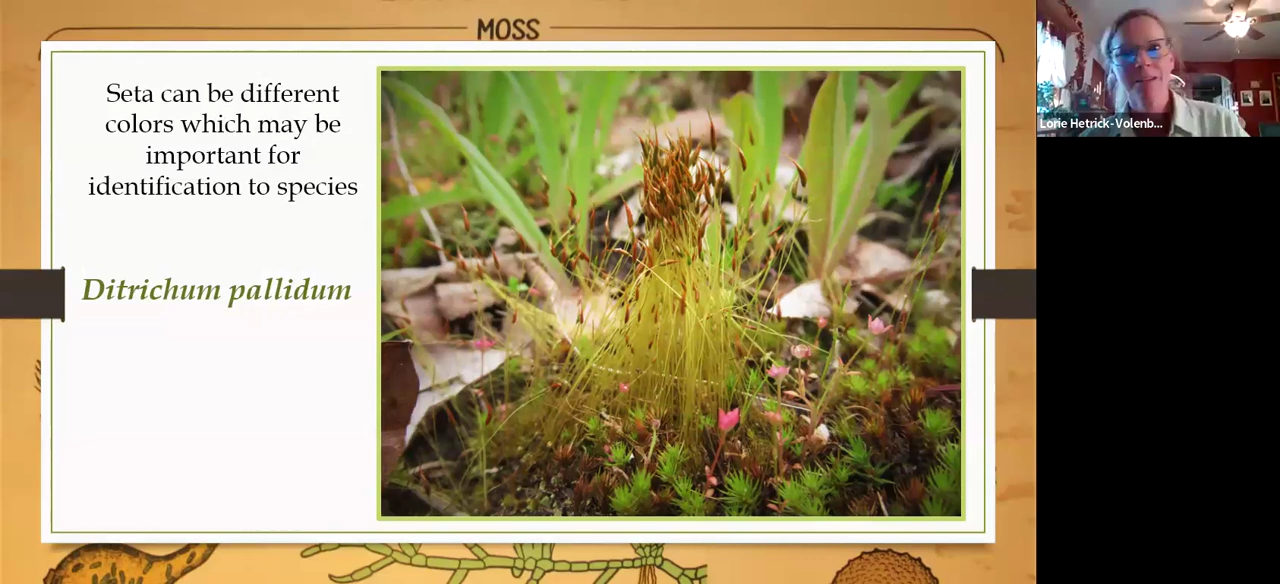 MOSS
Seta can be different
colors which may be
important for
identification to species
Ditrichum pallidum
Lorie Hetrick-Volenb...